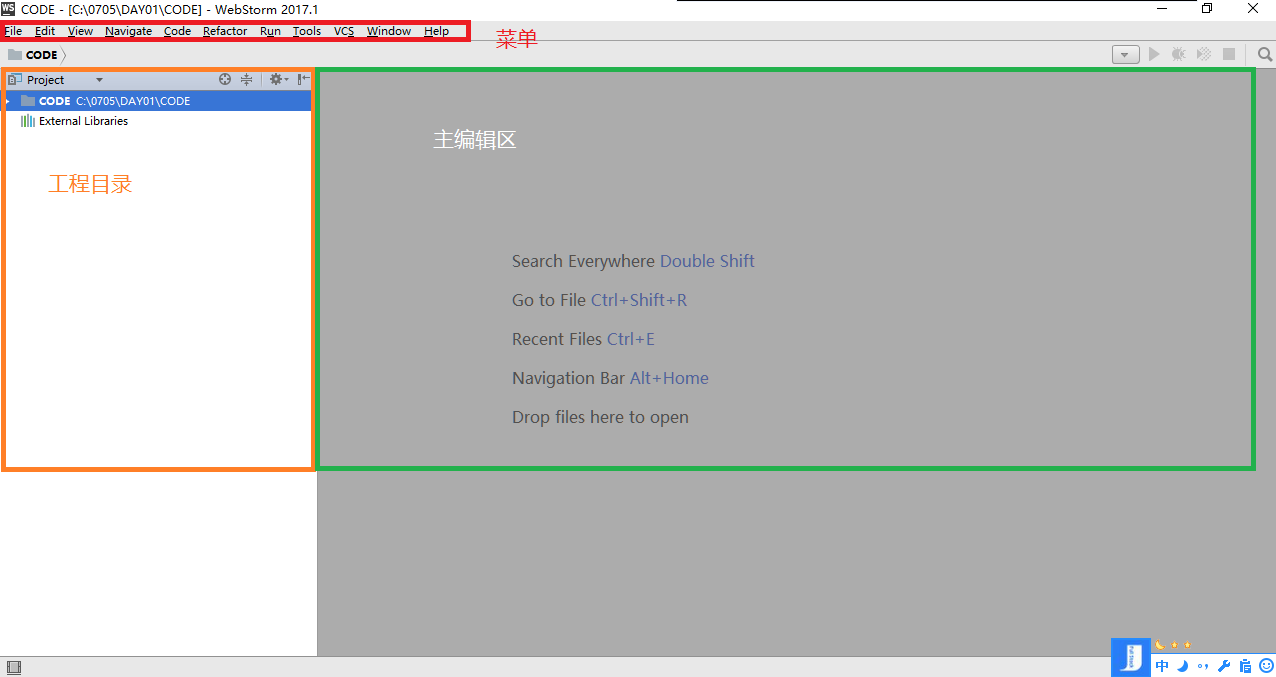 WS CODE - [C:\0705\DAY01\CODE] - WebStorm 2017.1
File Edit View Navigate Code Refactor Run Tools VCS Window Help
菜单
CODE
Project
CODE C:\0705\DAY01\CODE
External Libraries
工程目录
主编辑区
Search Everywhere Double Shift
Go to File Ctrl+Shift+R
Recent Files Ctrl+E
Navigation Bar Alt+Home
Drop files here to open
中